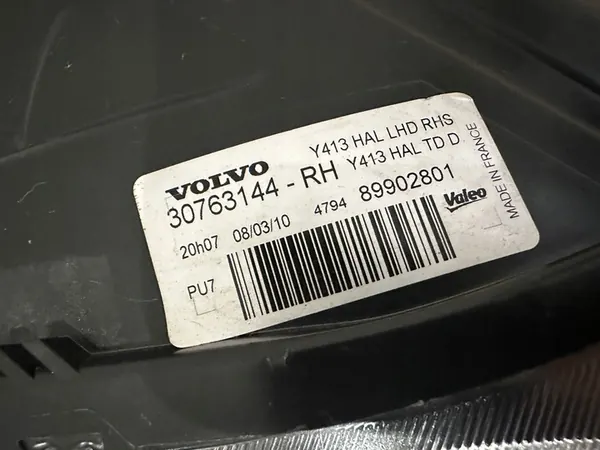 VOLVO Y413 HAL LHD RHS
30763144 - RH Y413 HAL TD D
20h07 08/03/10 4794 89902801
PU7
Valeo
MADE IN FRANCE